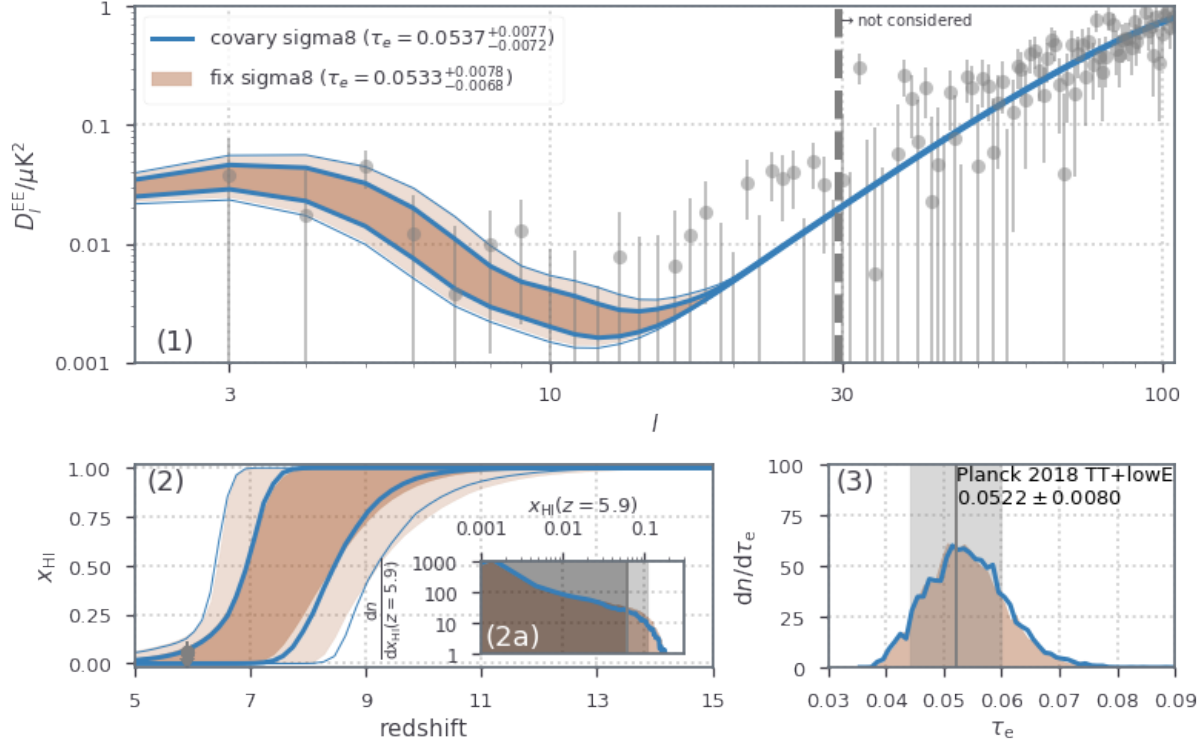 covary sigma8 (τₑ = 0.0537 +0.0077 −0.0072)
fix sigma8 (τₑ = 0.0533 +0.0078 −0.0068)
→ not considered
1
0.1
0.01
0.001
D_l^EE/μK²
(1)
3
10
30
100
l
1.00
0.75
0.50
0.25
0.00
x_HI
(2)
x_HI(z = 5.9)
0.001
0.01
0.1
1000
100
10
1
dn
dx_HI(z = 5.9)
(2a)
5
7
9
11
13
15
redshift
100
75
50
25
0
dn/dτₑ
(3)
Planck 2018 TT+lowE
0.0522 ± 0.0080
0.03
0.04
0.05
0.06
0.07
0.08
0.09
τₑ